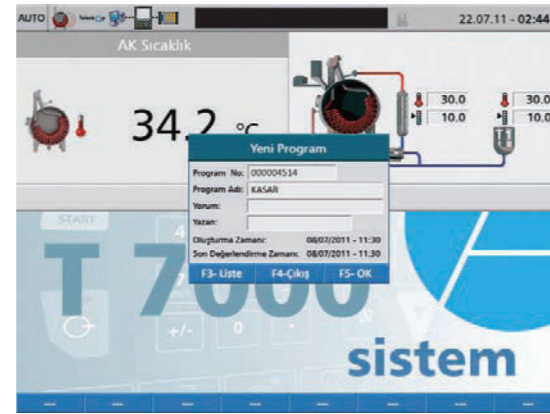 AUTO
22.07.11 - 02:44
AK Sıcaklık
34.2 °C
30.0
10.0
30.0
10.0
Yeni Program
Program No: 000004514
Program Adı: KASAR
Yorum:
Yazan:
Oluşturma Zamanı: 08/07/2011 - 11:30
Son Değerlendirme Zamanı: 08/07/2011 - 11:30
F3- Liste F4-Çıkış F5- OK
START
+/- 0
T 7000
sistem
--- --- --- --- --- --- --- ---